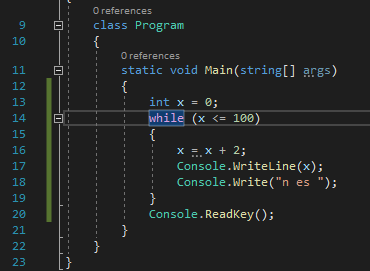 0 references
9 class Program
10 {
0 references
11 static void Main(string[] args)
12 {
13 int x = 0;
14 while (x <= 100)
15 {
16 x = x + 2;
17 Console.WriteLine(x);
18 Console.Write("n es ");
19 }
20 Console.ReadKey();
21 }
22 }
23 }